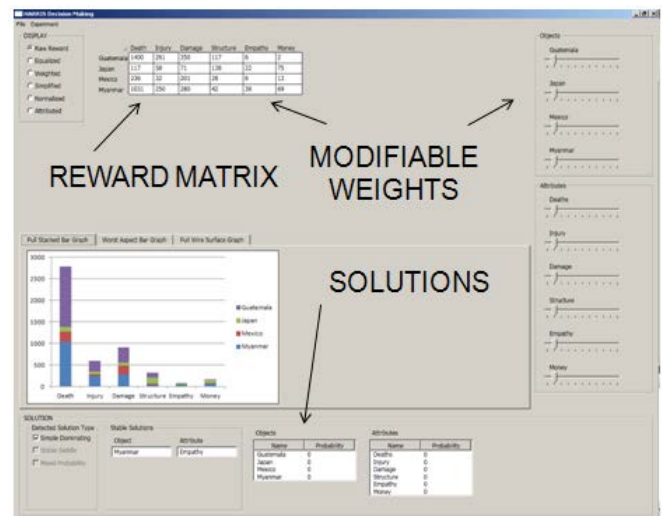 HARRIS Decision Making
File Experiment
DISPLAY
Raw Reward
Equalized
Weighted
Simplified
Normalized
Attributed
Death Injury Damage Structure Empathy Money
Guatemala 1400 261 350 117 6 2
Japan 117 58 71 138 22 75
Mexico 236 32 201 28 8 12
Myanmar 1031 250 280 42 38 69
REWARD MATRIX
MODIFIABLE
WEIGHTS
Objects
Guatemala
Japan
Mexico
Myanmar
Attributes
Deaths
Injury
Damage
Structure
Empathy
Money
Full Stacked Bar Graph Worst Aspect Bar Graph Full Wire Surface Graph
3000
2500
2000
1500
1000
500
0
Death Injury Damage Structure Empathy Money
Guatemala
Japan
Mexico
Myanmar
SOLUTIONS
SOLUTION
Detected Solution Type
Simple Dominating
Stable Saddle
Mixed Probability
Stable Solutions
Object Attribute
Myanmar Empathy
Objects
Name Probability
Guatemala 0
Japan 0
Mexico 0
Myanmar 0
Attributes
Name Probability
Deaths 0
Injury 0
Damage 0
Structure 0
Empathy 0
Money 0